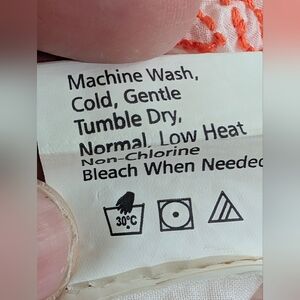 Machine Wash,
Cold, Gentle
Tumble Dry,
Normal, Low Heat
Non-Chlorine
Bleach When Needed
30°C